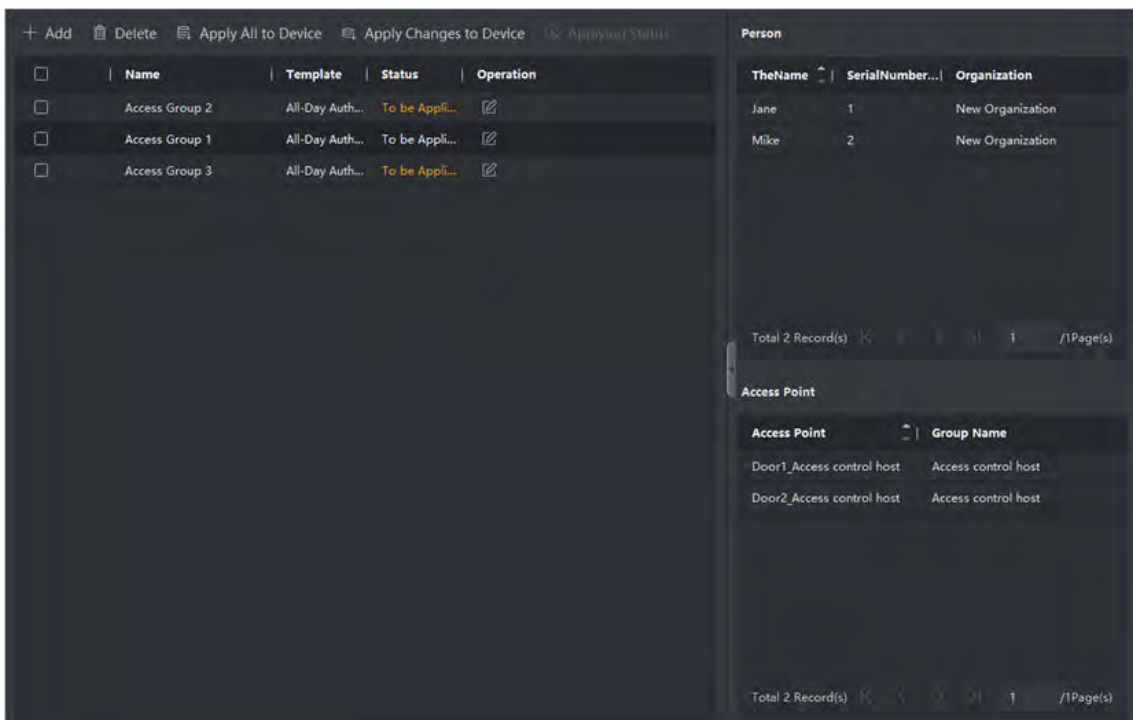 Add Delete Apply All to Device Apply Changes to Device Applying Status
Name Template Status Operation
Access Group 2 All-Day Auth... To be Appli...
Access Group 1 All-Day Auth... To be Appli...
Access Group 3 All-Day Auth... To be Appli...
Person
TheName SerialNumber... Organization
Jane 1 New Organization
Mike 2 New Organization
Total 2 Record(s) 1 /1Page(s)
Access Point
Access Point Group Name
Door1_Access control host Access control host
Door2_Access control host Access control host
Total 2 Record(s) 1 /1Page(s)